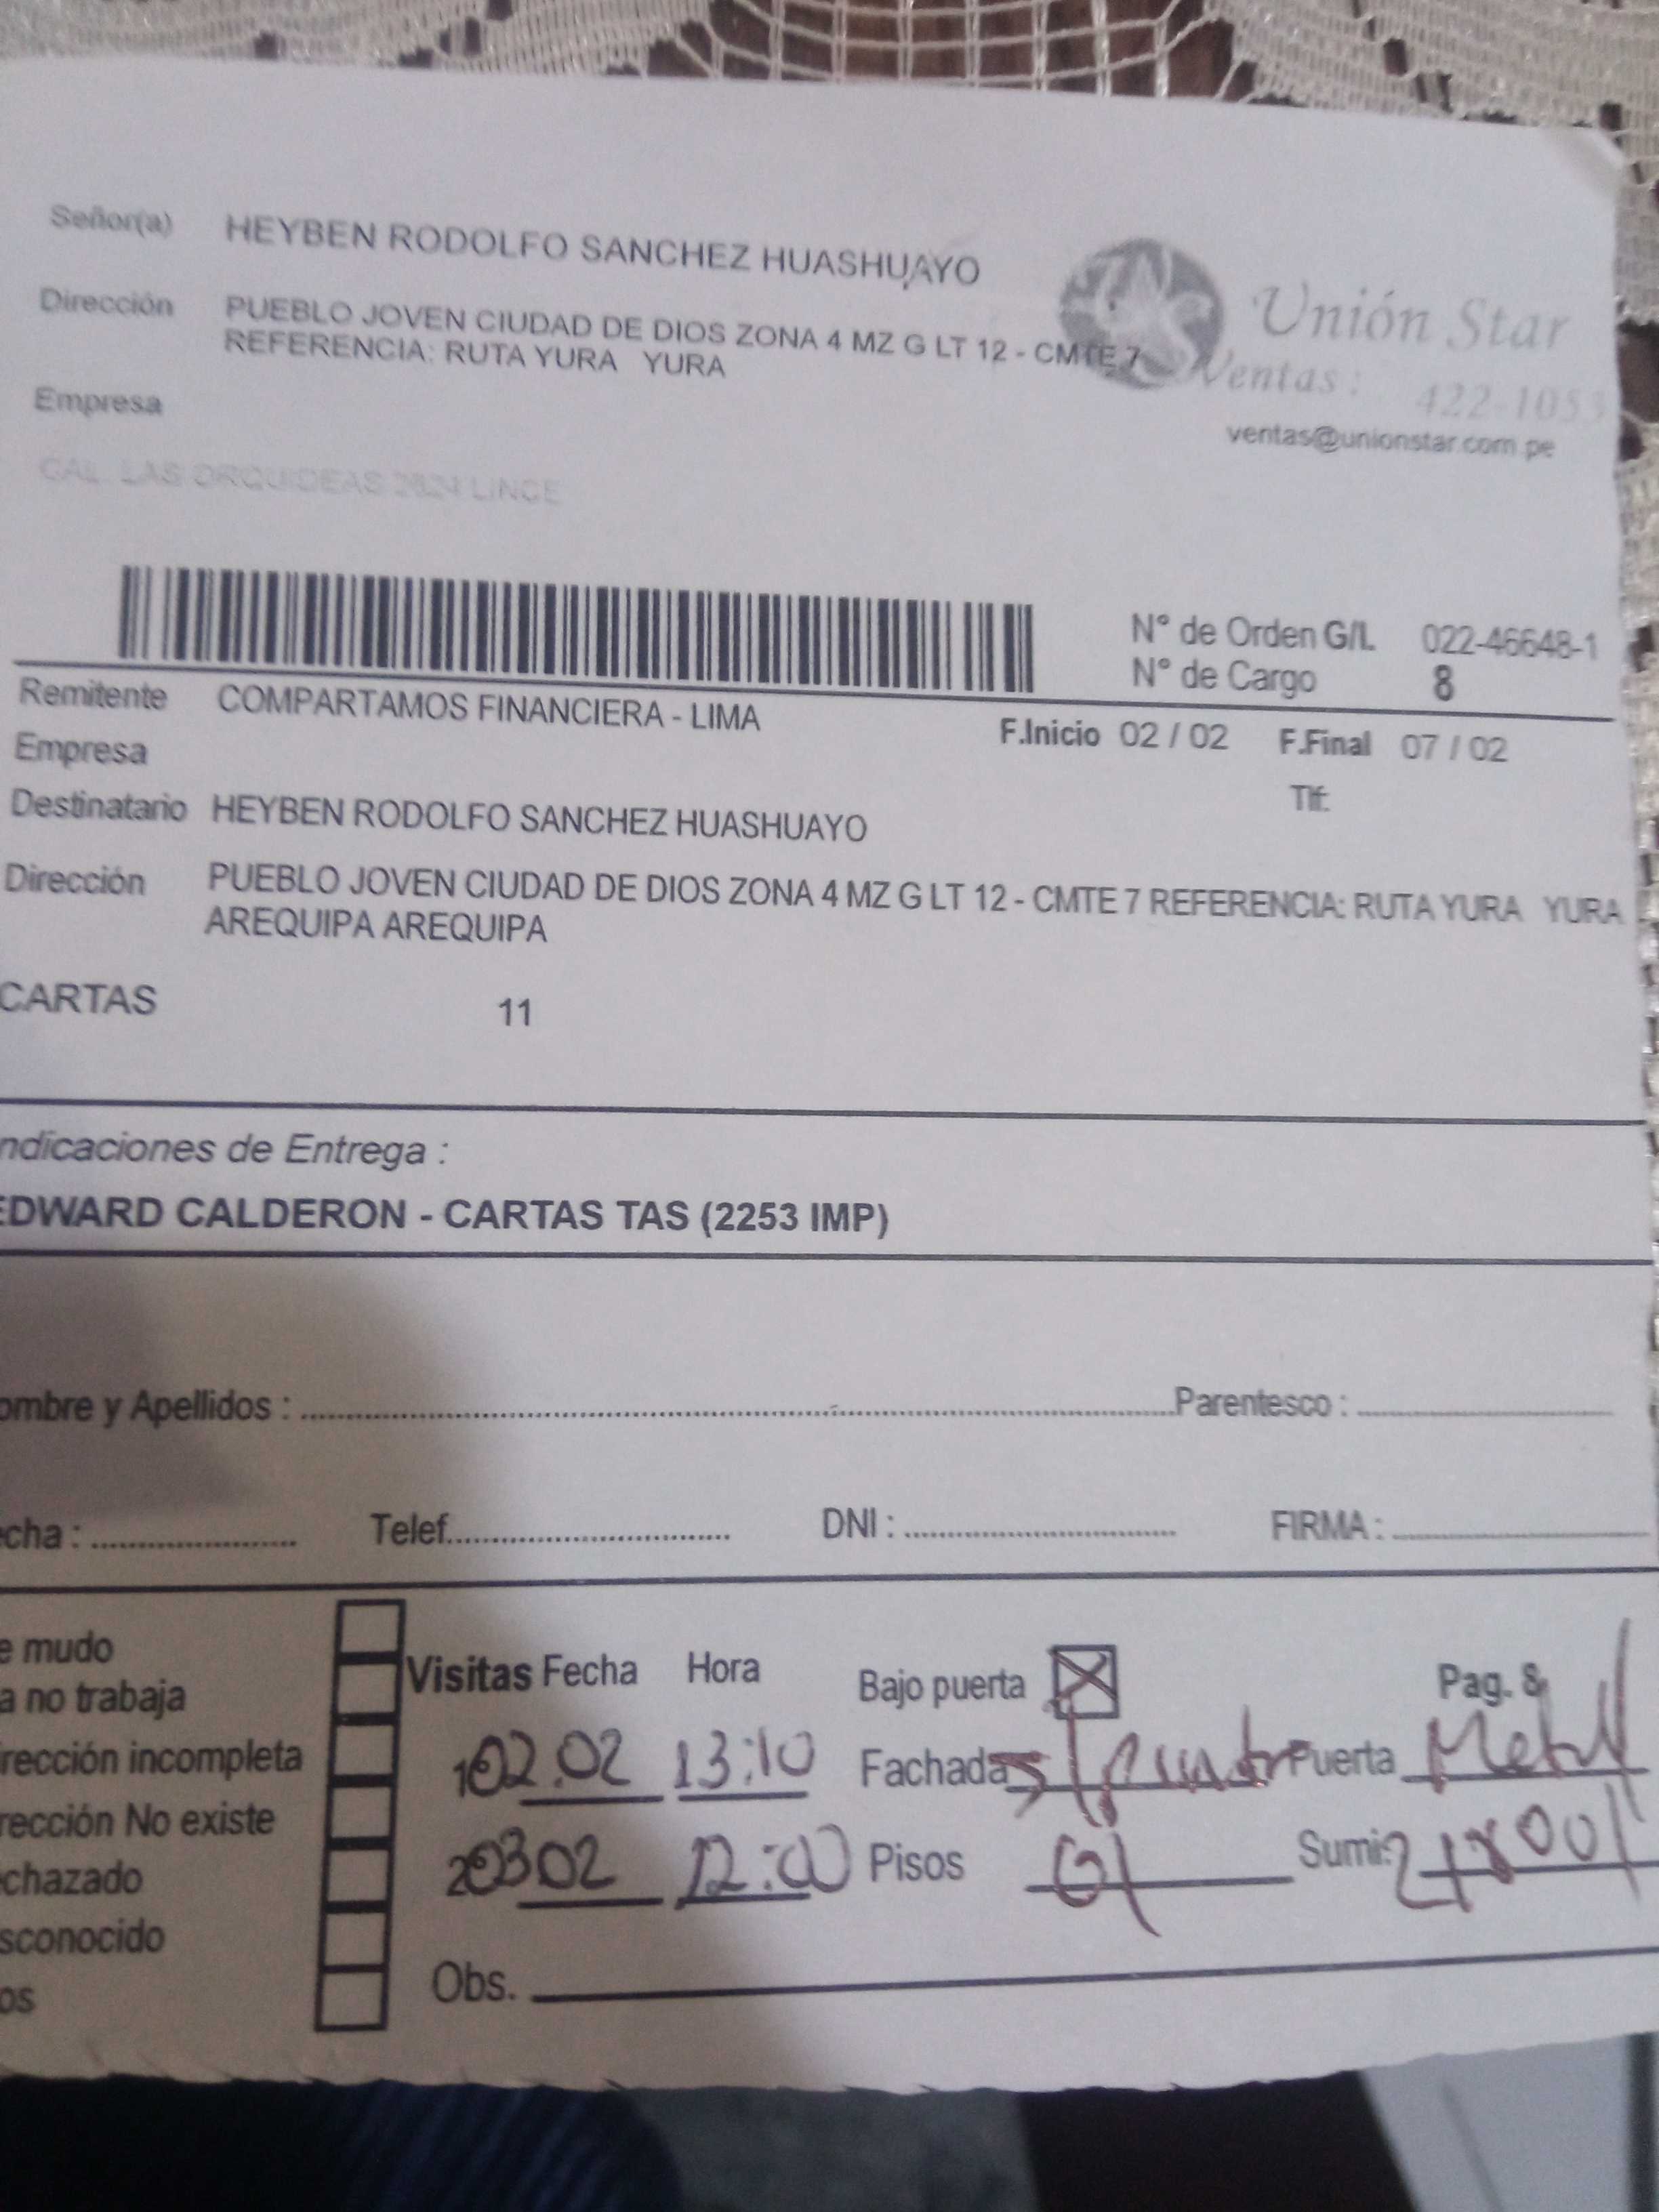 Señor(a) HEYBEN RODOLFO SANCHEZ HUASHUAYO
Dirección PUEBLO JOVEN CIUDAD DE DIOS ZONA 4 MZ G LT 12 - CMTE 7
REFERENCIA: RUTA YURA YURA
Unión Star
Ventas : 422-1053
ventas@unionstar.com.pe
Empresa
CAL. LAS ORQUIDEAS 2624 LINCE
N° de Orden G/L 022-46648-1
N° de Cargo 8
Remitente COMPARTAMOS FINANCIERA - LIMA
F.Inicio 02 / 02 F.Final 07 / 02
Empresa
Tlf:
Destinatario HEYBEN RODOLFO SANCHEZ HUASHUAYO
Dirección PUEBLO JOVEN CIUDAD DE DIOS ZONA 4 MZ G LT 12 - CMTE 7 REFERENCIA: RUTA YURA YURA
AREQUIPA AREQUIPA
CARTAS 11
ndicaciones de Entrega :
EDWARD CALDERON - CARTAS TAS (2253 IMP)
ombre y Apellidos : Parentesco :
cha : Telef. DNI : FIRMA :
e mudo
a no trabaja
irección incompleta
rección No existe
chazado
sconocido
os
Visitas Fecha Hora Bajo puerta Pag. 8
1 02.02 13:10 Fachada Puerta Metal
2 03 02 12:00 Pisos 01 Sumi:
Obs.